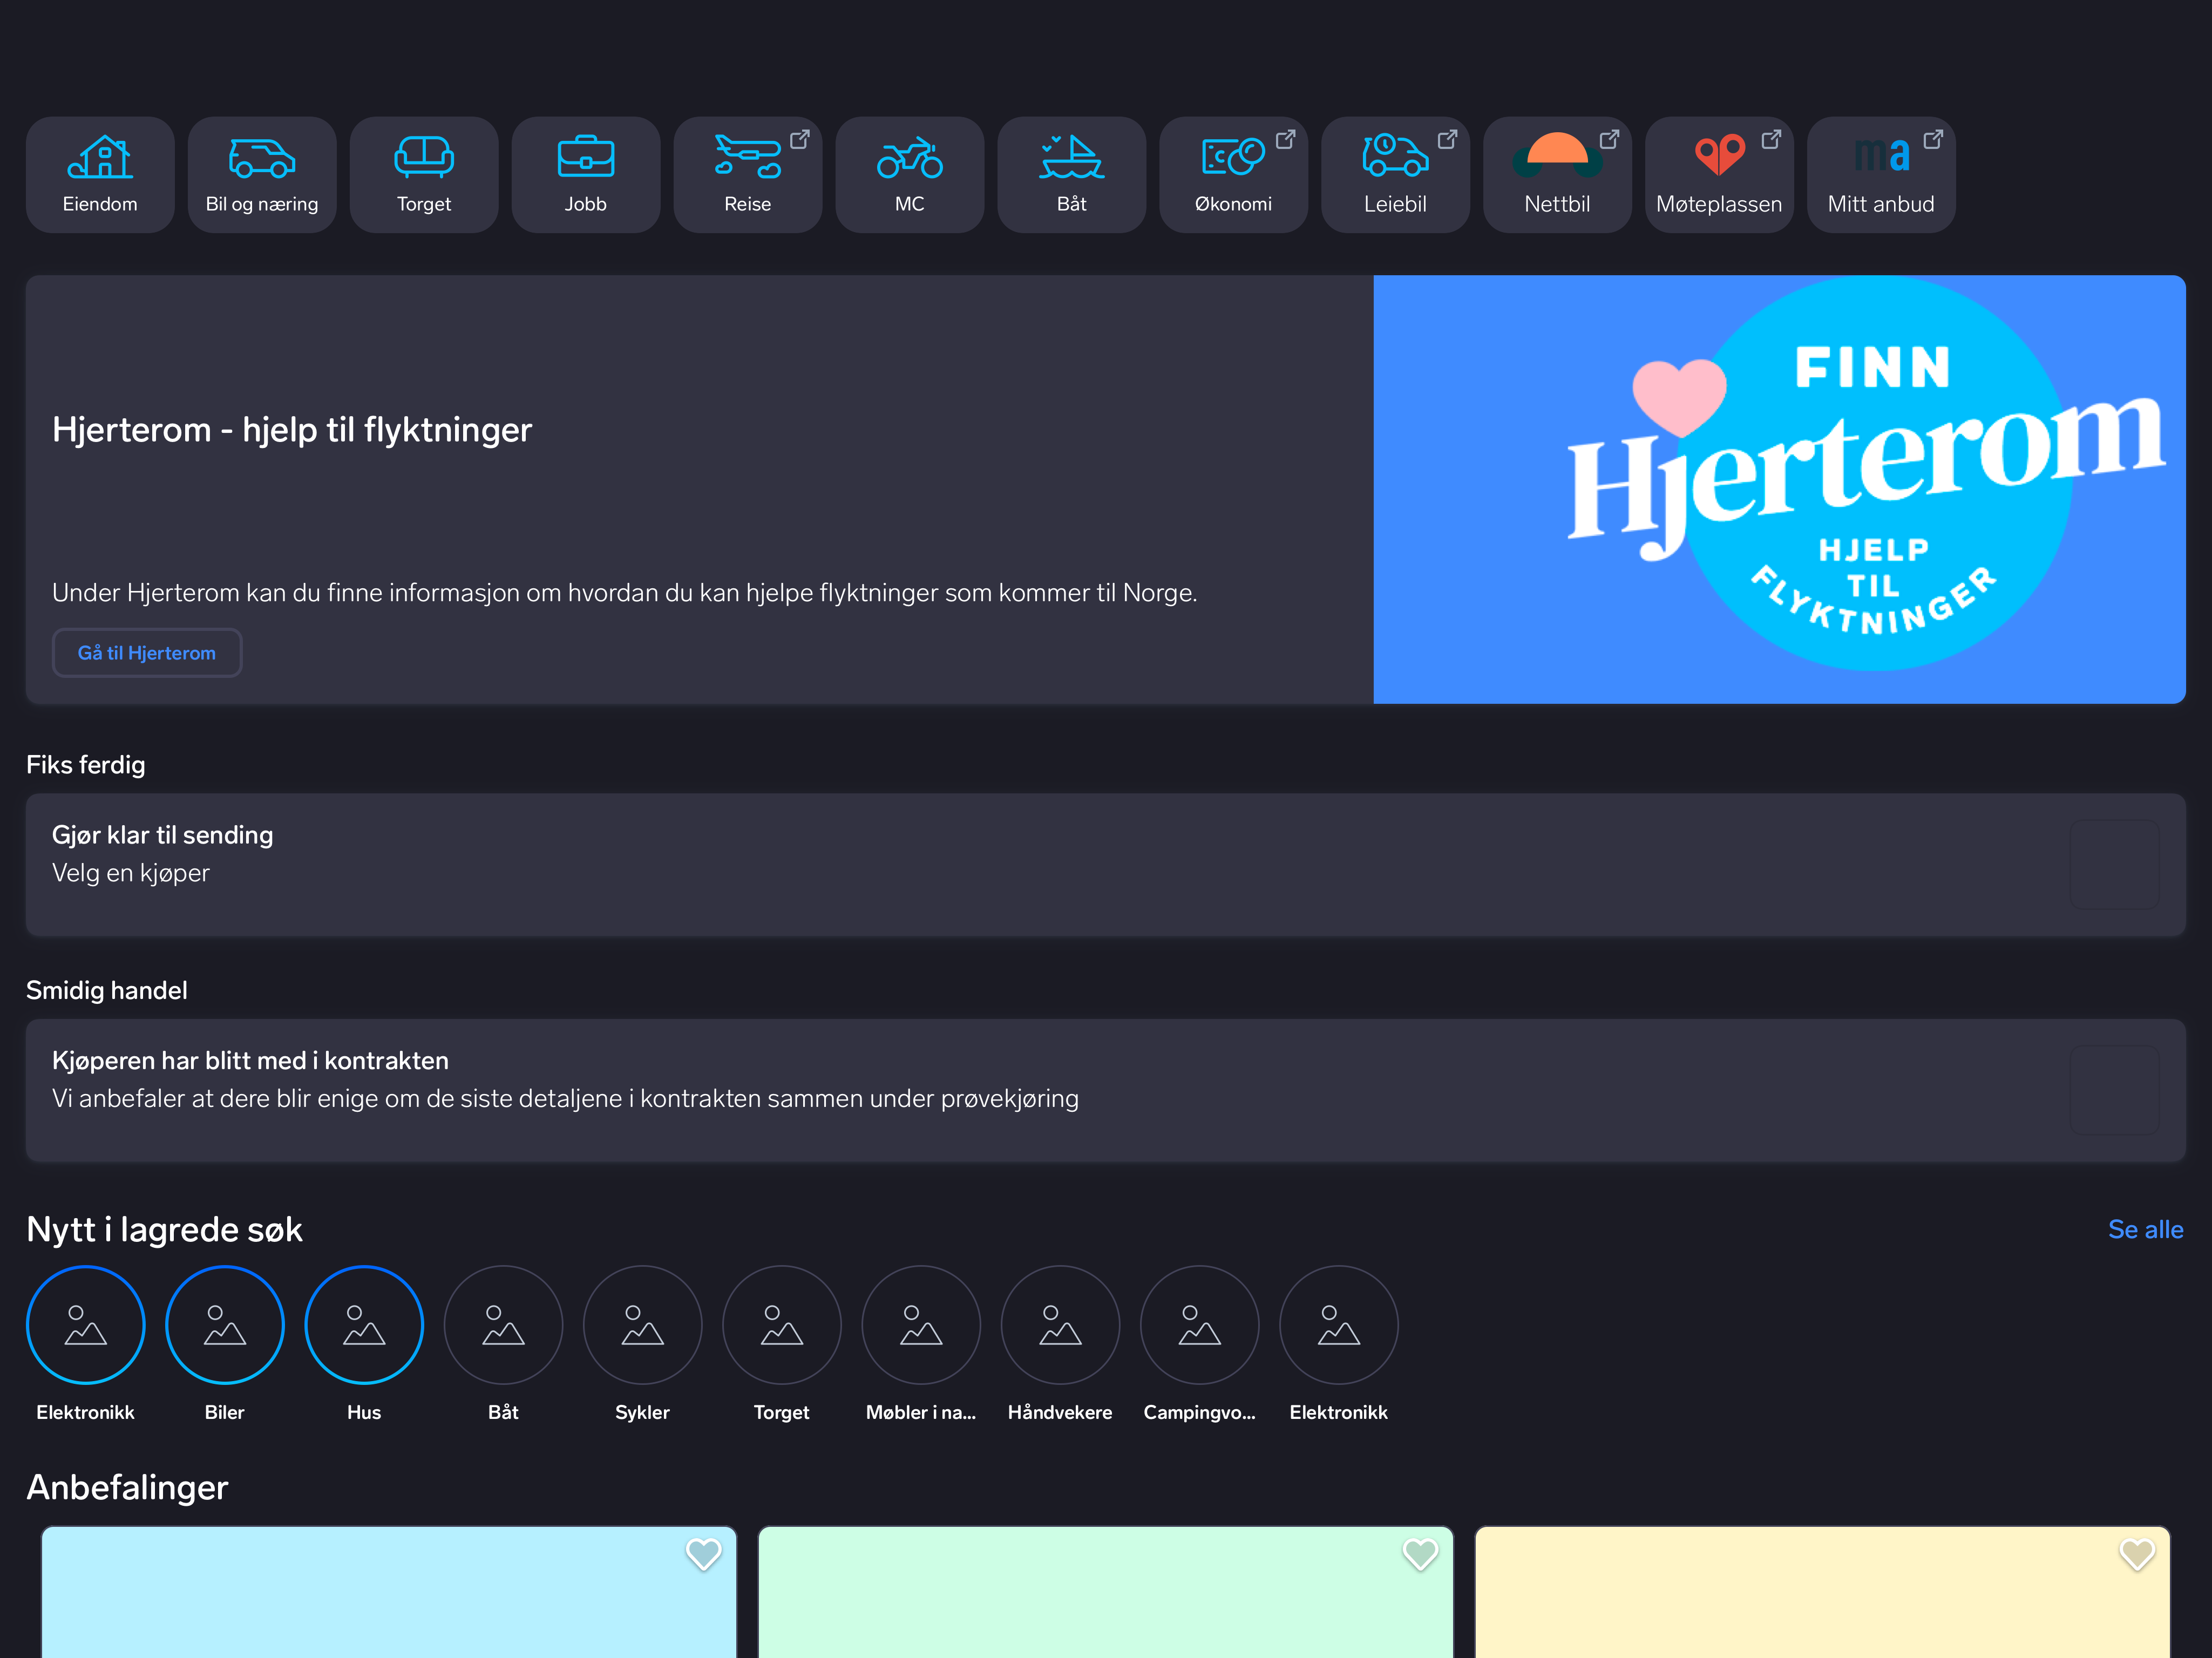 Eiendom
Bil og næring
Torget
Jobb
Reise
MC
Båt
Økonomi
Leiebil
Nettbil
Møteplassen
ma
Mitt anbud
Hjerterom - hjelp til flyktninger
Under Hjerterom kan du finne informasjon om hvordan du kan hjelpe flyktninger som kommer til Norge.
Gå til Hjerterom
FINN
Hjerterom
HJELP
TIL
FLYKTNINGER
Fiks ferdig
Gjør klar til sending
Velg en kjøper
Smidig handel
Kjøperen har blitt med i kontrakten
Vi anbefaler at dere blir enige om de siste detaljene i kontrakten sammen under prøvekjøring
Nytt i lagrede søk
Se alle
Elektronikk
Biler
Hus
Båt
Sykler
Torget
Møbler i na...
Håndvekere
Campingvo...
Elektronikk
Anbefalinger